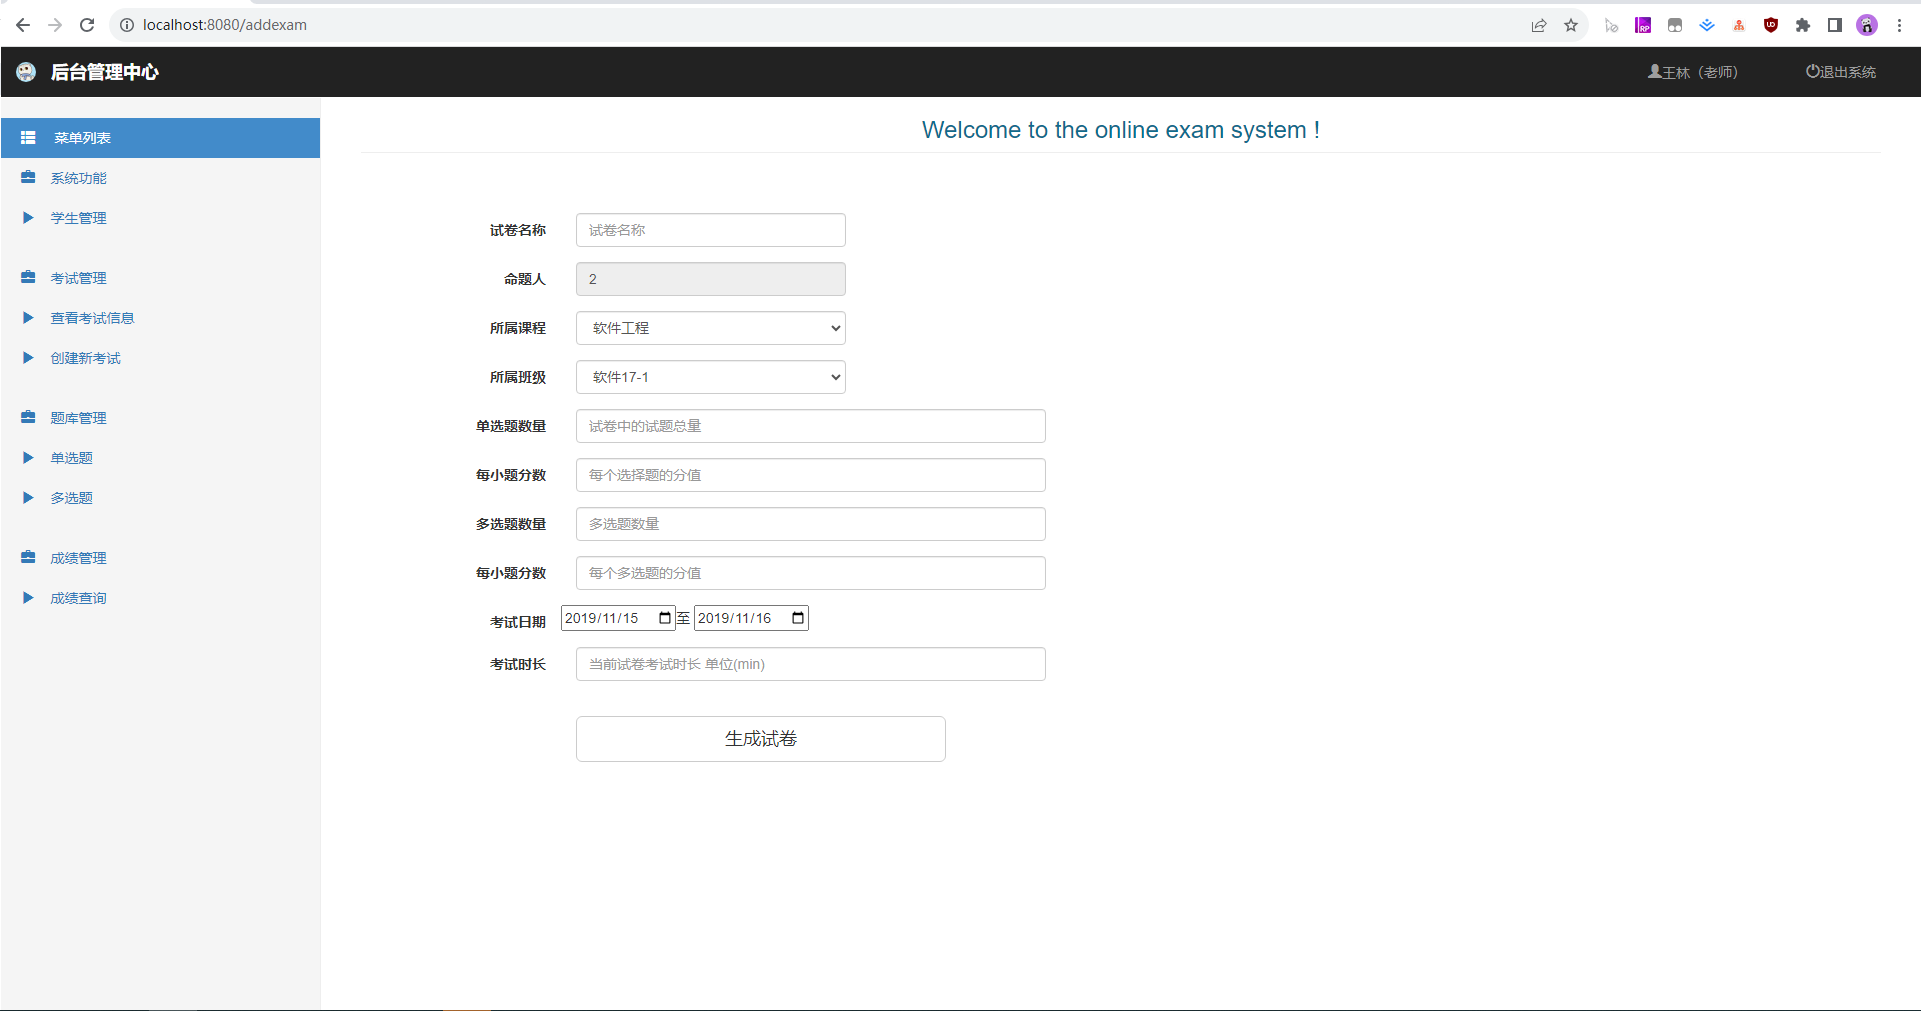 localhost:8080/addexam
后台管理中心
王林（老师）
退出系统
菜单列表
系统功能
学生管理
考试管理
查看考试信息
创建新考试
题库管理
单选题
多选题
成绩管理
成绩查询
Welcome to the online exam system !
试卷名称 试卷名称
命题人 2
所属课程 软件工程
所属班级 软件17-1
单选题数量 试卷中的试题总量
每小题分数 每个选择题的分值
多选题数量 多选题数量
每小题分数 每个多选题的分值
考试日期 2019/11/15 至 2019/11/16
考试时长 当前试卷考试时长 单位(min)
生成试卷